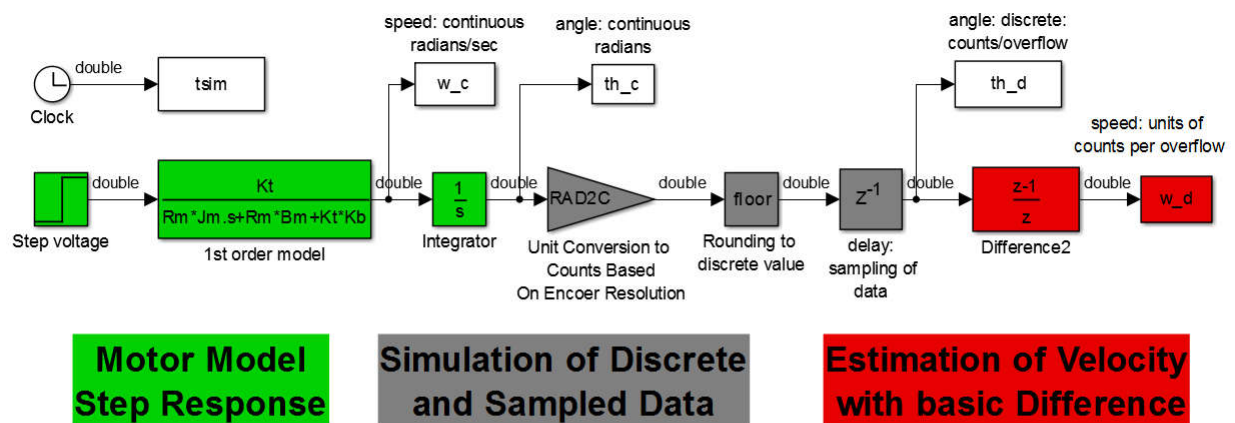 speed: continuous
radians/sec
angle: continuous
radians
angle: discrete:
counts/overflow
double
tsim
w_c
th_c
th_d
Clock
speed: units of
counts per overflow
double
Kt
Rm*Jm.s+Rm*Bm+Kt*Kb
double
1
s
double
RAD2C
double
floor
double
Z-1
double
z-1
z
double
w_d
Step voltage
1st order model
Integrator
Unit Conversion to
Counts Based
On Encoer Resolution
Rounding to
discrete value
delay:
sampling of
data
Difference2
Motor Model
Step Response
Simulation of Discrete
and Sampled Data
Estimation of Velocity
with basic Difference